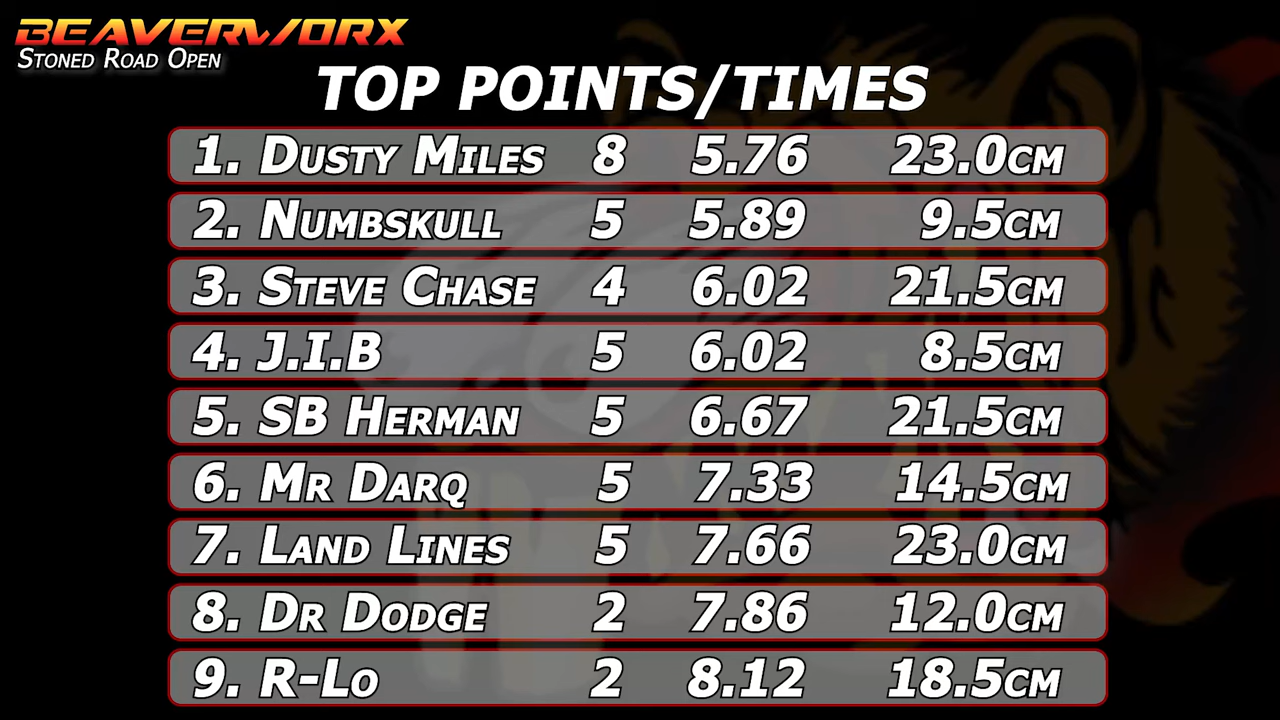 BEAVERWORX
STONED ROAD OPEN
TOP POINTS/TIMES
1. DUSTY MILES 8 5.76 23.0CM
2. NUMBSKULL 5 5.89 9.5CM
3. STEVE CHASE 4 6.02 21.5CM
4. J.I.B 5 6.02 8.5CM
5. SB HERMAN 5 6.67 21.5CM
6. MR DARQ 5 7.33 14.5CM
7. LAND LINES 5 7.66 23.0CM
8. DR DODGE 2 7.86 12.0CM
9. R-LO 2 8.12 18.5CM